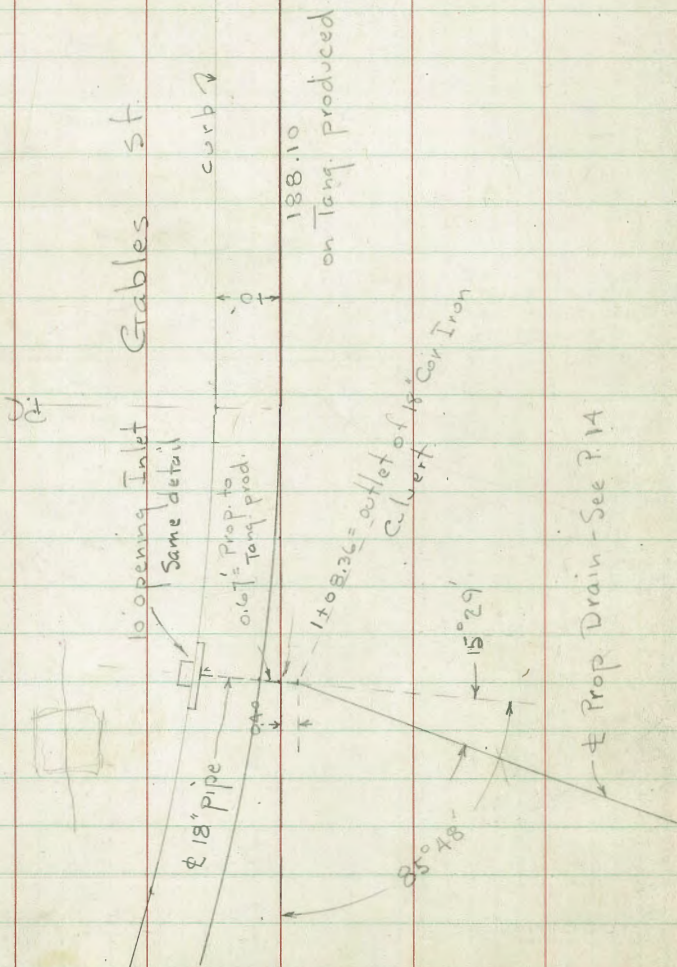 Gables St.
curb
188.10
on Tang. produced
10'
10 opening Inlet
Same detail
0.67' = Prop. to
Tang. prod.
1+08.36 = outlet of 18" Cor Iron
Culvert
℄ 18" pipe
0.40
15° 29'
85° 48'
℄ Prop Drain - See P. 14